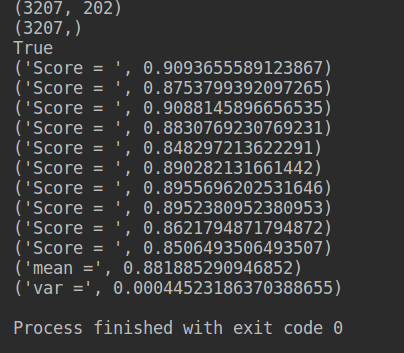 (3207, 202)
(3207,)
True
('Score = ', 0.9093655589123867)
('Score = ', 0.8753799392097265)
('Score = ', 0.9088145896656535)
('Score = ', 0.8830769230769231)
('Score = ', 0.848297213622291)
('Score = ', 0.890282131661442)
('Score = ', 0.8955696202531646)
('Score = ', 0.8952380952380953)
('Score = ', 0.8621794871794872)
('Score = ', 0.8506493506493507)
('mean =', 0.881885290946852)
('var =', 0.00044523186370388655)
Process finished with exit code 0